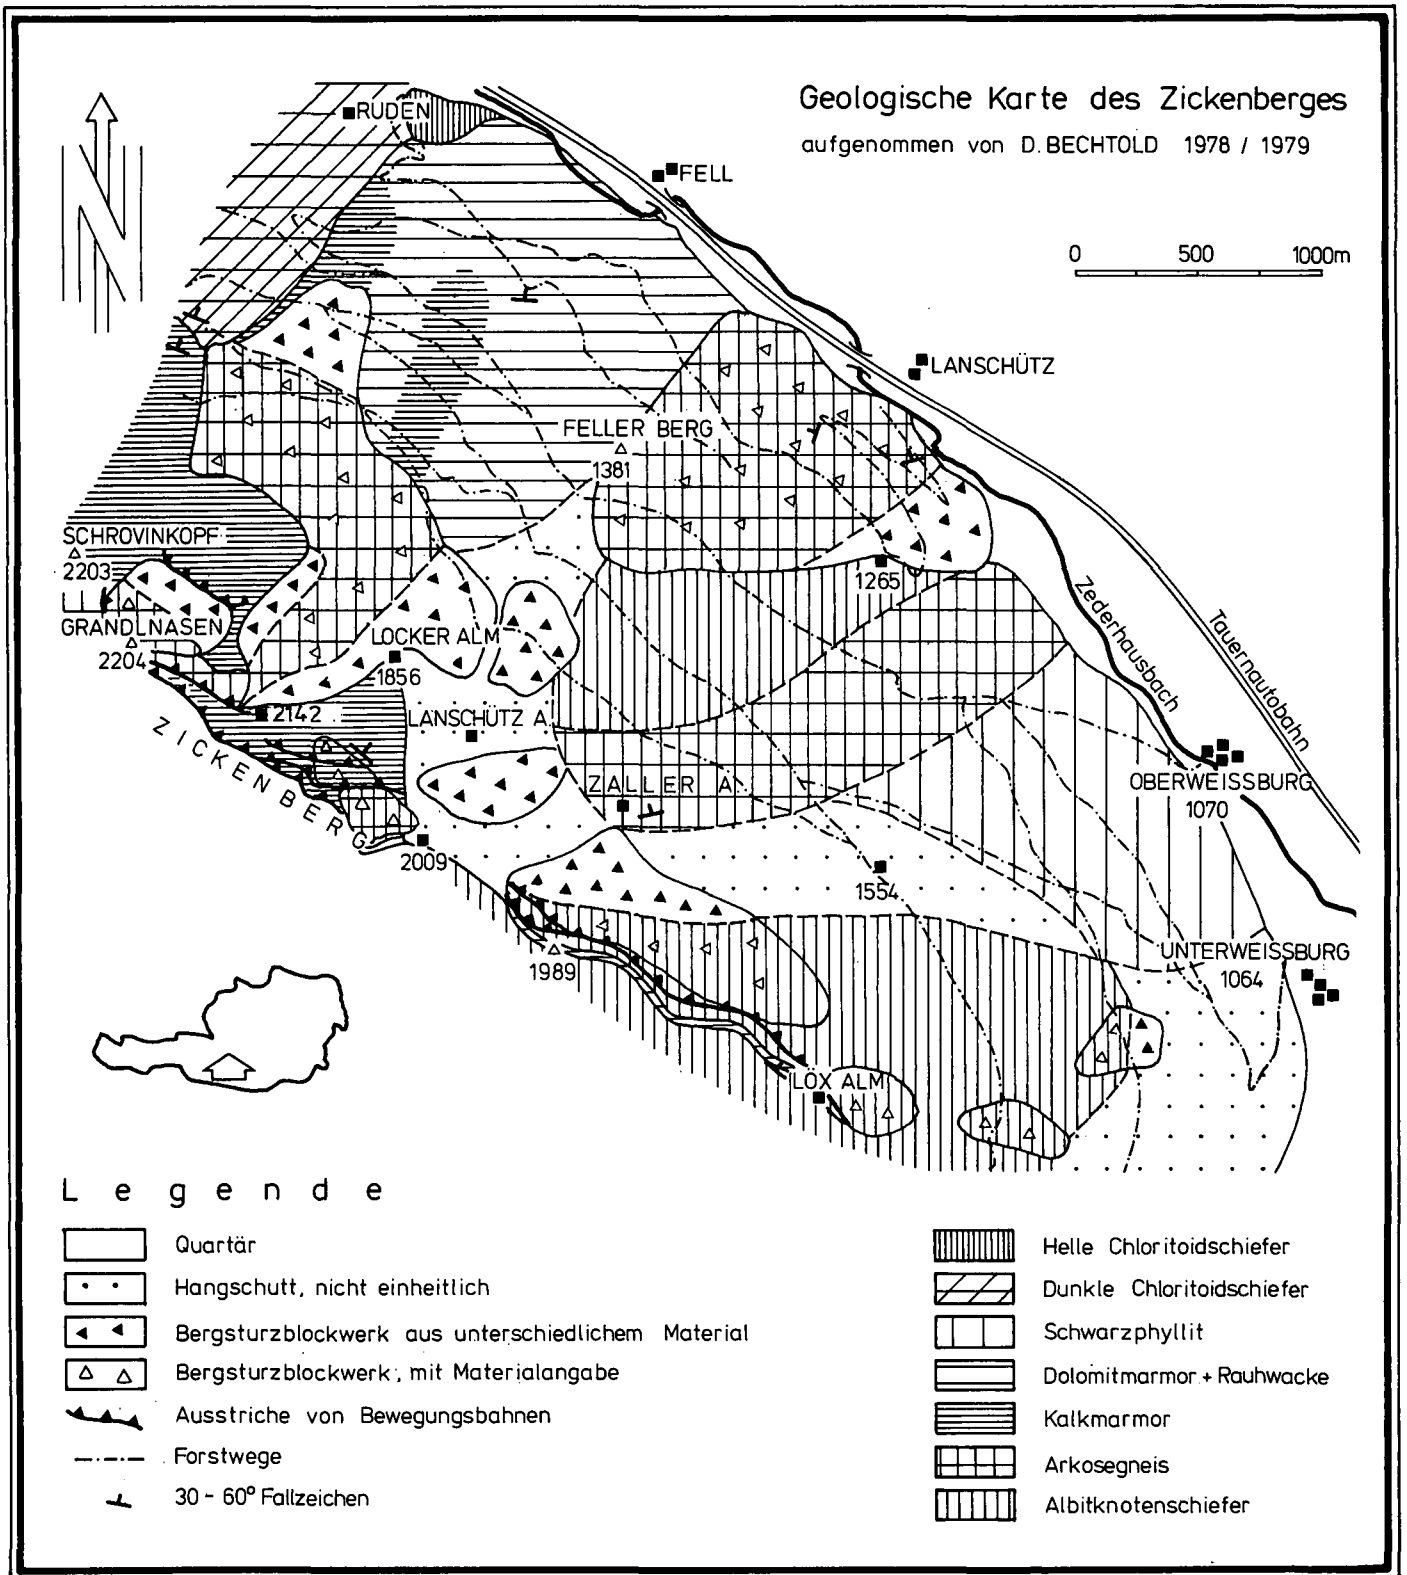 Geologische Karte des Zickenberges
aufgenommen von D. BECHTOLD 1978 / 1979
N
RUDEN
FELL
0 500 1000m
LANSCHÜTZ
FELLER BERG
1381
SCHROVINKOPF
2203
GRANDLNASEN
2204
1265
Zederhausbach
Tauernautobahn
LOCKER ALM
1856
2142
LANSCHÜTZ A.
ZICKENBERG
ZALLER A.
OBERWEISSBURG
1070
2009
1554
1989
UNTERWEISSBURG
1064
LOX ALM
Legende
Quartär
Hangschutt, nicht einheitlich
Bergsturzblockwerk aus unterschiedlichem Material
Bergsturzblockwerk, mit Materialangabe
Ausstriche von Bewegungsbahnen
Forstwege
30 - 60° Fallzeichen
Helle Chloritoidschiefer
Dunkle Chloritoidschiefer
Schwarzphyllit
Dolomitmarmor + Rauhwacke
Kalkmarmor
Arkosegneis
Albitknotenschiefer